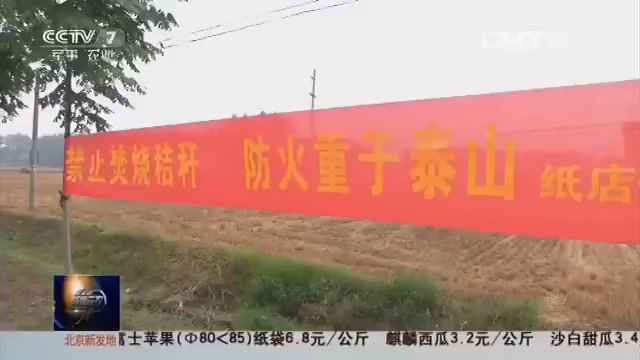 CCTV 7
军事·农业
禁止焚烧秸秆 防火重于泰山 纸店
北京新发地 富士苹果(Φ80<85)纸袋6.8元/公斤 麒麟西瓜3.2元/公斤 沙白甜瓜3.4